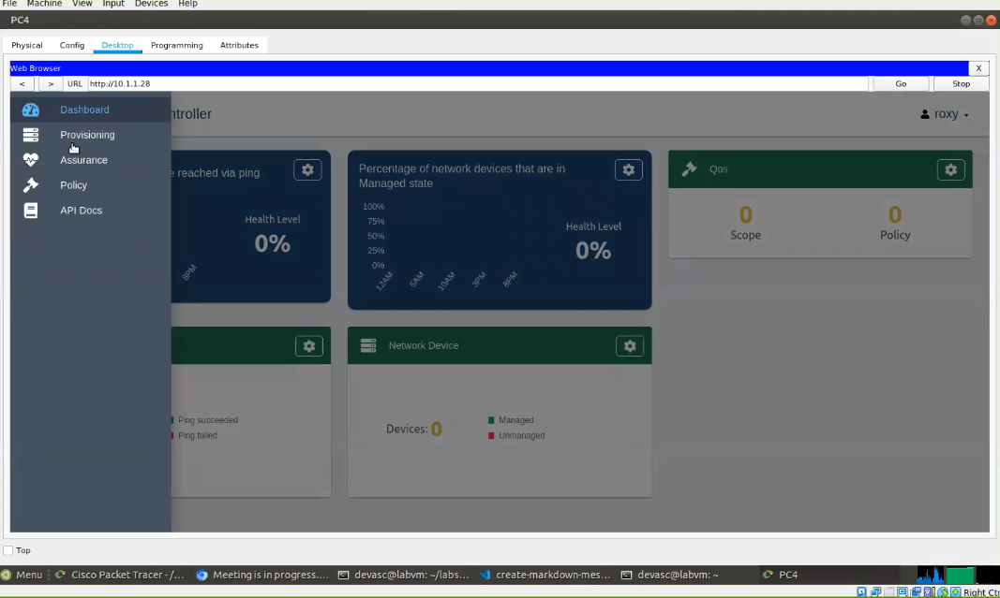 File Machine View Input Devices Help
PC4
Physical Config Desktop Programming Attributes
Web Browser X
< > URL http://10.1.1.28 Go Stop
Dashboard
Provisioning
Assurance
Policy
API Docs
ntroller
roxy
e reached via ping
Health Level
0%
8PM
Percentage of network devices that are in
Managed state
100%
75%
50%
25%
0%
12AM 5AM 10AM 3PM 8PM
Health Level
0%
Qos
0 0
Scope Policy
Ping succeeded
Ping failed
Network Device
Devices: 0
Managed
Unmanaged
Top
Menu Cisco Packet Tracer - /... Meeting is in progress.... devasc@labvm: ~/labs... create-markdown-mes... devasc@labvm: ~ PC4
Right Ctr